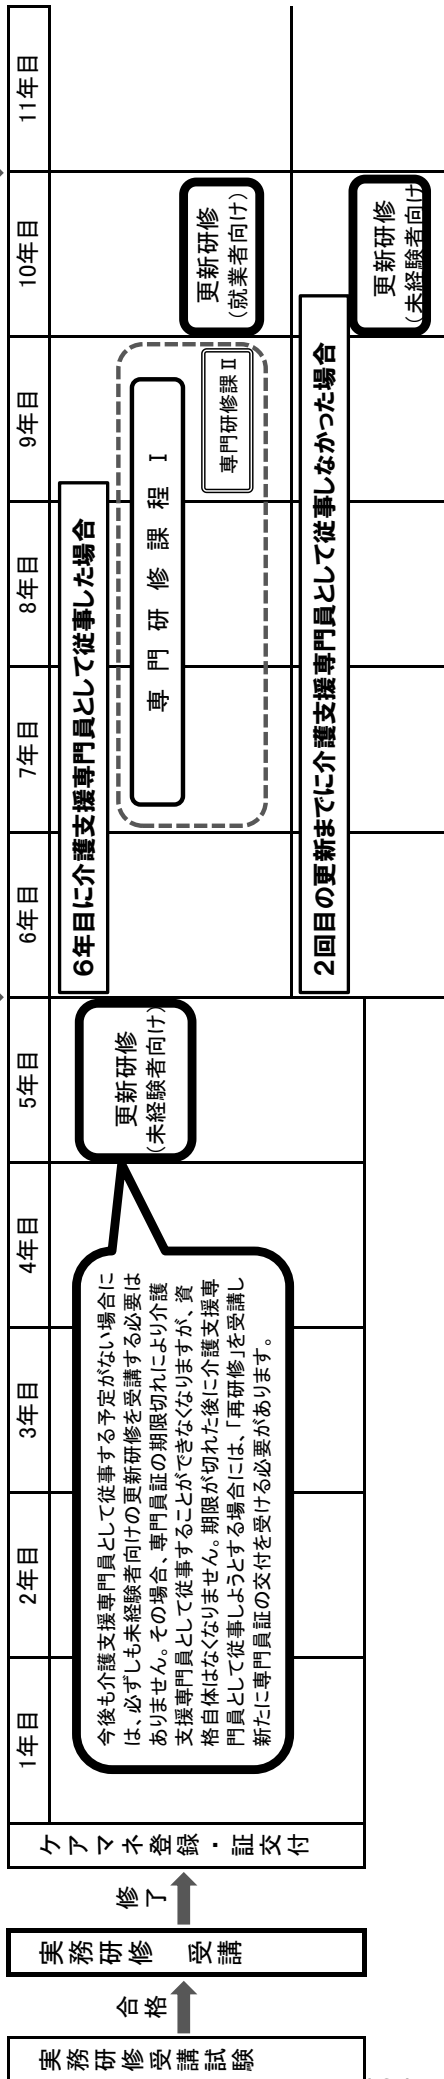 実務研修受講試験
合格
実務研修　受講
修了
ケアマネ登録・証交付
1年目
2年目
3年目
4年目
5年目
6年目
7年目
8年目
9年目
10年目
11年目
今後も介護支援専門員として従事する予定がない場合に
は、必ずしも未経験者向けの更新研修を受講する必要は
ありません。その場合、専門員証の期限切れにより介護
支援専門員として従事することができなくなりますが、資
格自体はなくなりません。期限が切れた後に介護支援専
門員として従事しようとする場合には、「再研修」を受講し
新たに専門員証の交付を受ける必要があります。
更新研修
(未経験者向け)
6年目に介護支援専門員として従事した場合
専門研修課程 Ⅰ
専門研修課Ⅱ
更新研修
(就業者向け)
2回目の更新までに介護支援専門員として従事しなかった場合
更新研修
(未経験者向け